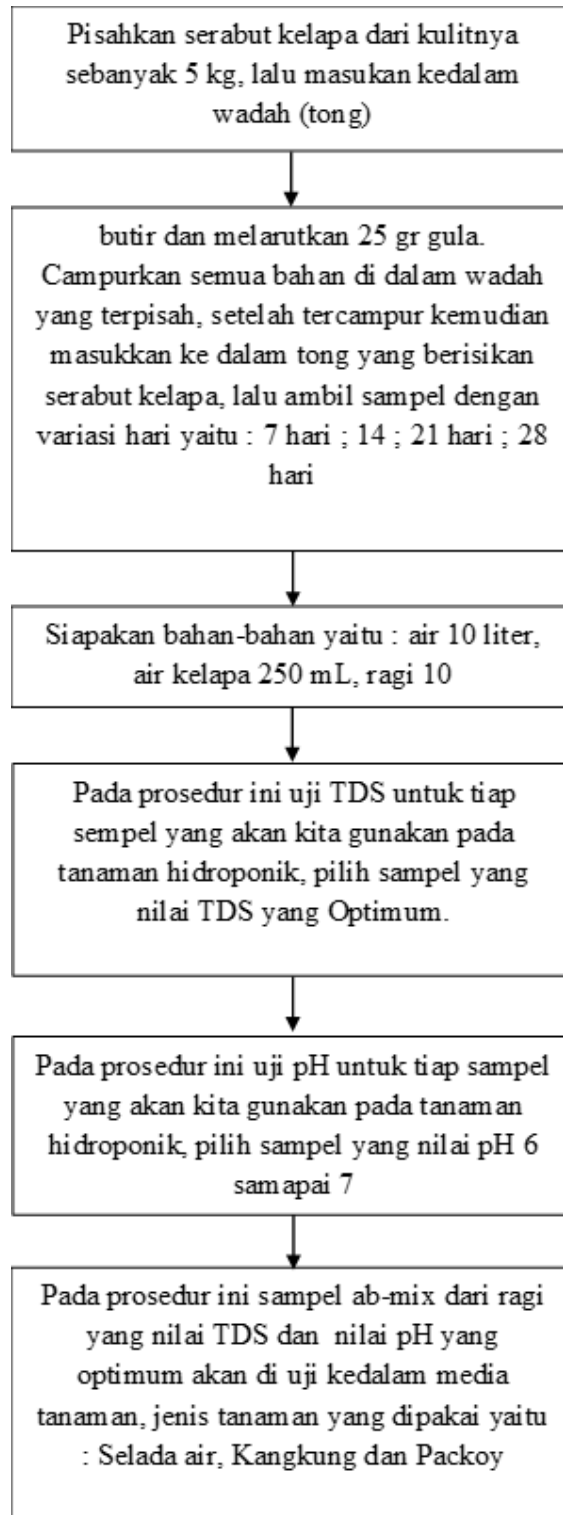 Pisahkan serabut kelapa dari kulitnya
sebanyak 5 kg, lalu masukan kedalam
wadah (tong)
butir dan melarutkan 25 gr gula.
Campurkan semua bahan di dalam wadah
yang terpisah, setelah tercampur kemudian
masukkan ke dalam tong yang berisikan
serabut kelapa, lalu ambil sampel dengan
variasi hari yaitu : 7 hari ; 14 ; 21 hari ; 28
hari
Siapakan bahan-bahan yaitu : air 10 liter,
air kelapa 250 mL, ragi 10
Pada prosedur ini uji TDS untuk tiap
sempel yang akan kita gunakan pada
tanaman hidroponik, pilih sampel yang
nilai TDS yang Optimum.
Pada prosedur ini uji pH untuk tiap sampel
yang akan kita gunakan pada tanaman
hidroponik, pilih sampel yang nilai pH 6
samapai 7
Pada prosedur ini sampel ab-mix dari ragi
yang nilai TDS dan nilai pH yang
optimum akan di uji kedalam media
tanaman, jenis tanaman yang dipakai yaitu
: Selada air, Kangkung dan Packoy